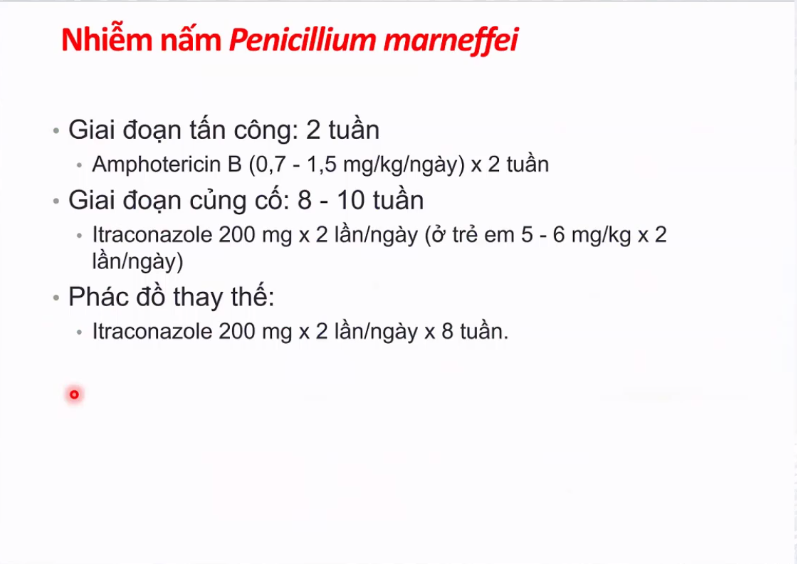 Nhiễm nấm Penicillium marneffei
• Giai đoạn tấn công: 2 tuần
• Amphotericin B (0,7 - 1,5 mg/kg/ngày) x 2 tuần
• Giai đoạn củng cố: 8 - 10 tuần
• Itraconazole 200 mg x 2 lần/ngày (ở trẻ em 5 - 6 mg/kg x 2
lần/ngày)
• Phác đồ thay thế:
• Itraconazole 200 mg x 2 lần/ngày x 8 tuần.